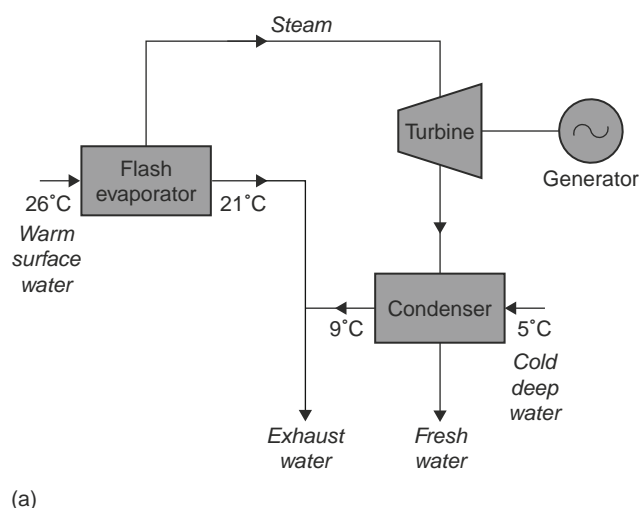 Steam
Turbine
Generator
Flash
evaporator
26°C
21°C
Warm
surface
water
Condenser
9°C
5°C
Cold
deep
water
Exhaust
water
Fresh
water
(a)